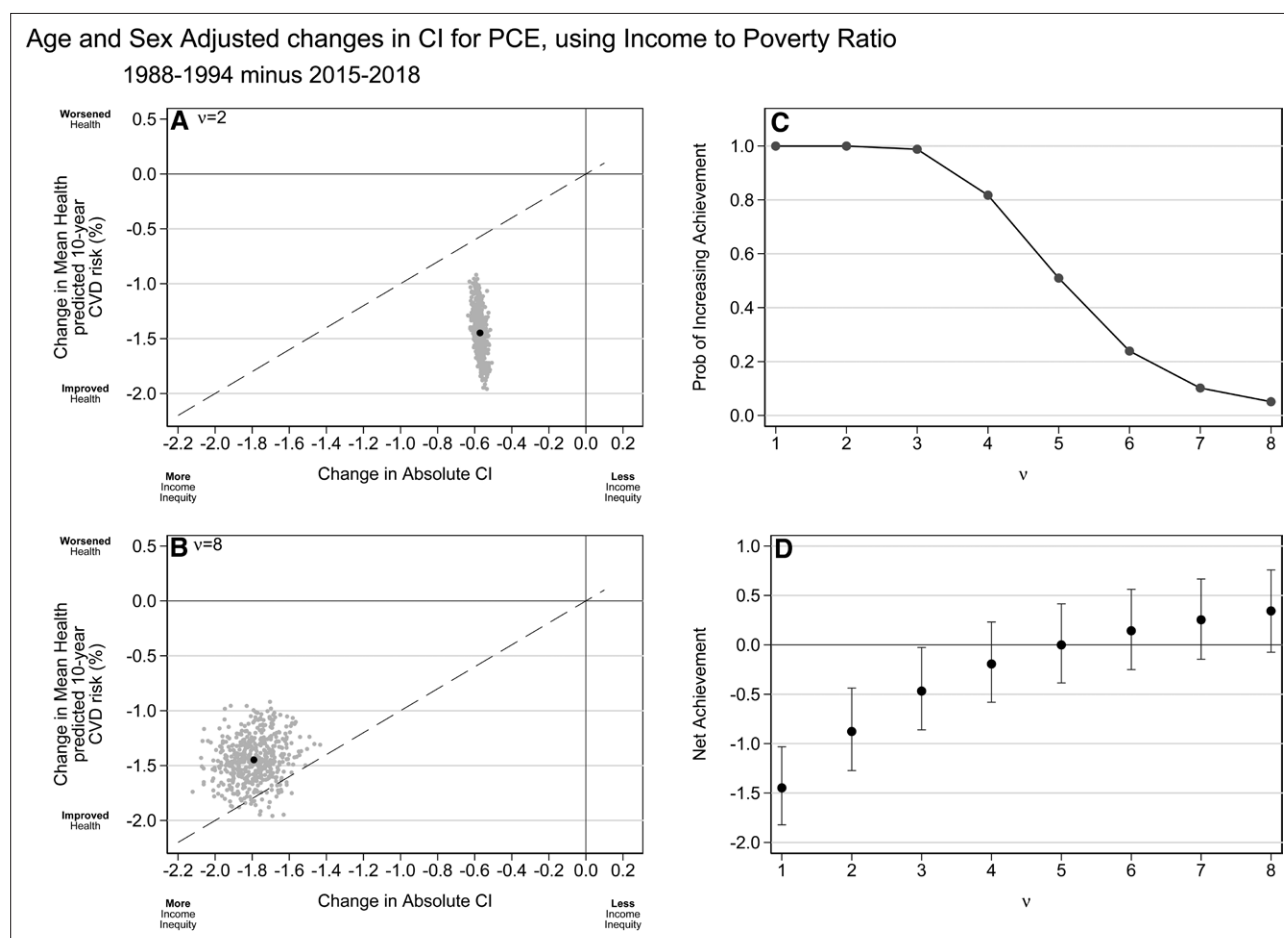 Age and Sex Adjusted changes in CI for PCE, using Income to Poverty Ratio
1988-1994 minus 2015-2018
A ν=2
Worsened
Health
0.5
0.0
-0.5
-1.0
-1.5
-2.0
Change in Mean Health
predicted 10-year
CVD risk (%)
Improved
Health
-2.2 -2.0 -1.8 -1.6 -1.4 -1.2 -1.0 -0.8 -0.6 -0.4 -0.2 0.0 0.2
Change in Absolute CI
More
Income
Inequity
Less
Income
Inequity
C
1.0
0.8
0.6
0.4
0.2
0.0
Prob of Increasing Achievement
1 2 3 4 5 6 7 8
ν
B ν=8
Worsened
Health
0.5
0.0
-0.5
-1.0
-1.5
-2.0
Change in Mean Health
predicted 10-year
CVD risk (%)
Improved
Health
-2.2 -2.0 -1.8 -1.6 -1.4 -1.2 -1.0 -0.8 -0.6 -0.4 -0.2 0.0 0.2
Change in Absolute CI
More
Income
Inequity
Less
Income
Inequity
D
1.0
0.5
0.0
-0.5
-1.0
-1.5
-2.0
Net Achievement
1 2 3 4 5 6 7 8
ν